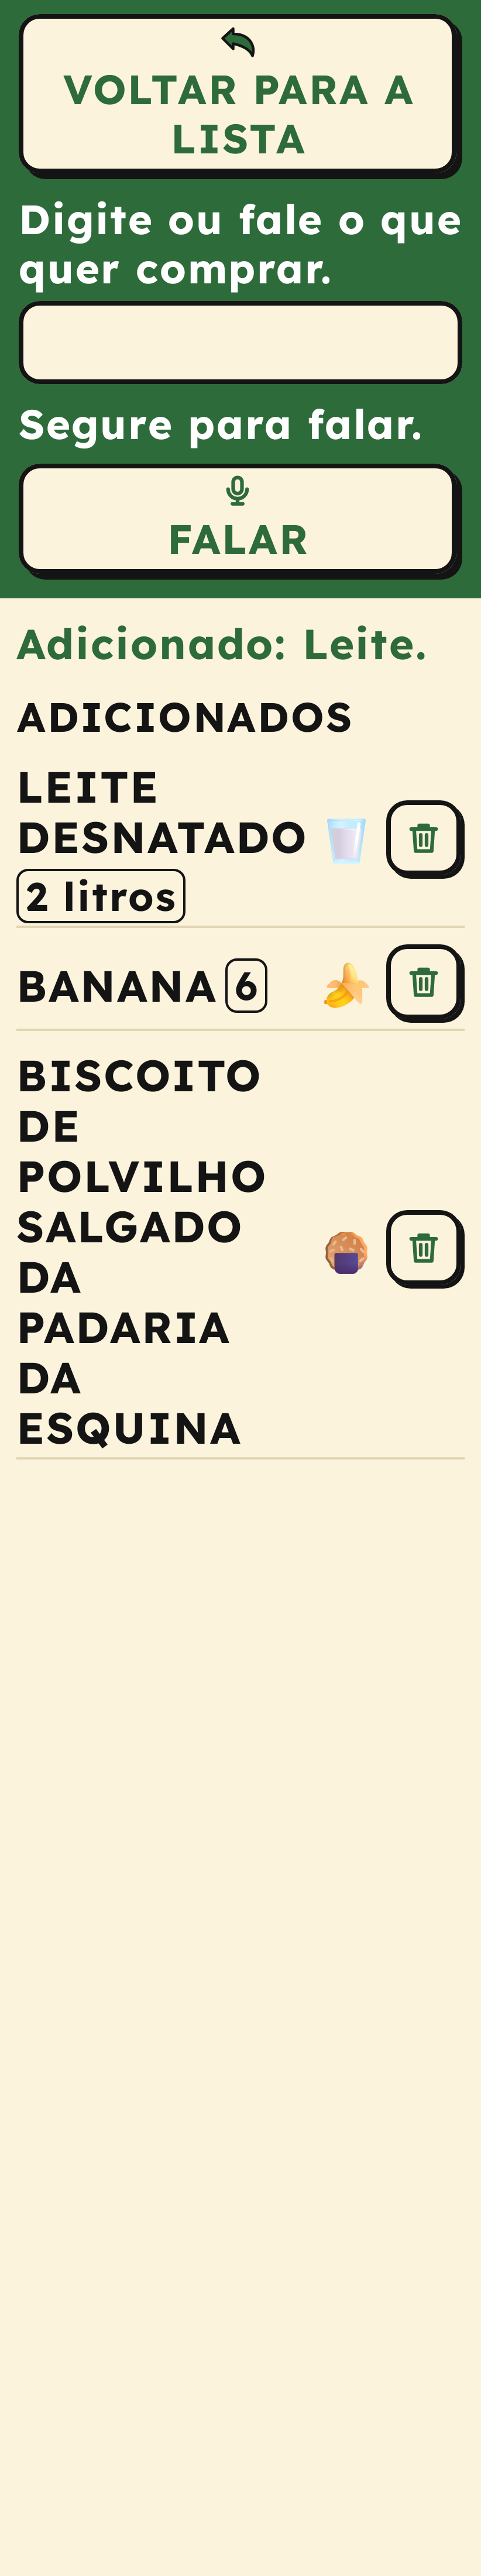 VOLTAR PARA A
LISTA
Digite ou fale o que
quer comprar.
Segure para falar.
FALAR
Adicionado: Leite.
ADICIONADOS
LEITE
DESNATADO
2 litros
BANANA 6
BISCOITO
DE
POLVILHO
SALGADO
DA
PADARIA
DA
ESQUINA